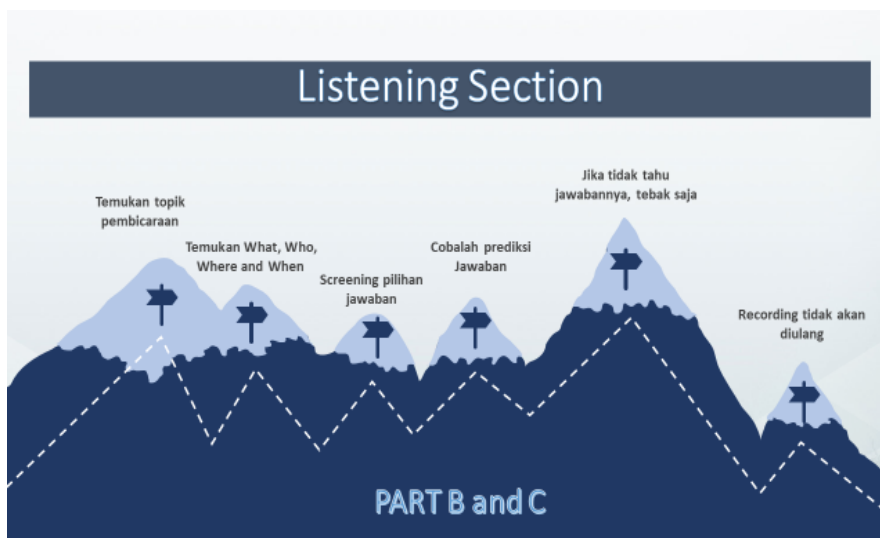 Listening Section
Temukan topik
pembicaraan
Temukan What, Who,
Where and When
Screening pilihan
jawaban
Cobalah prediksi
Jawaban
Jika tidak tahu
jawabannya, tebak saja
Recording tidak akan
diulang
PART B and C